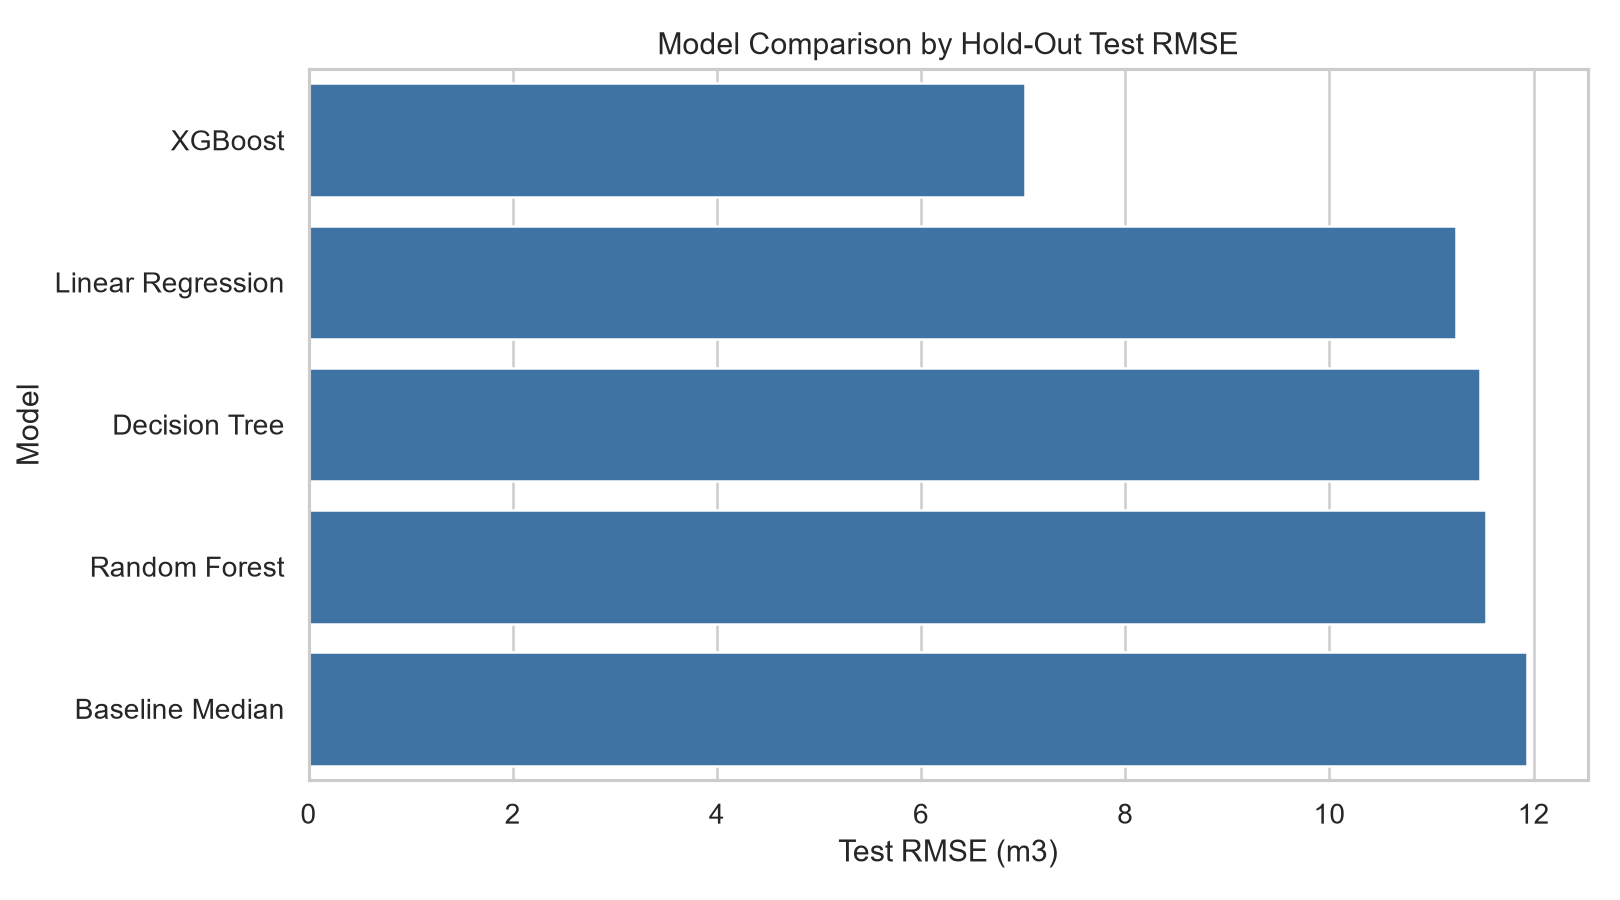 Model Comparison by Hold-Out Test RMSE
XGBoost
Linear Regression
Decision Tree
Random Forest
Baseline Median
Model
0 2 4 6 8 10 12
Test RMSE (m3)